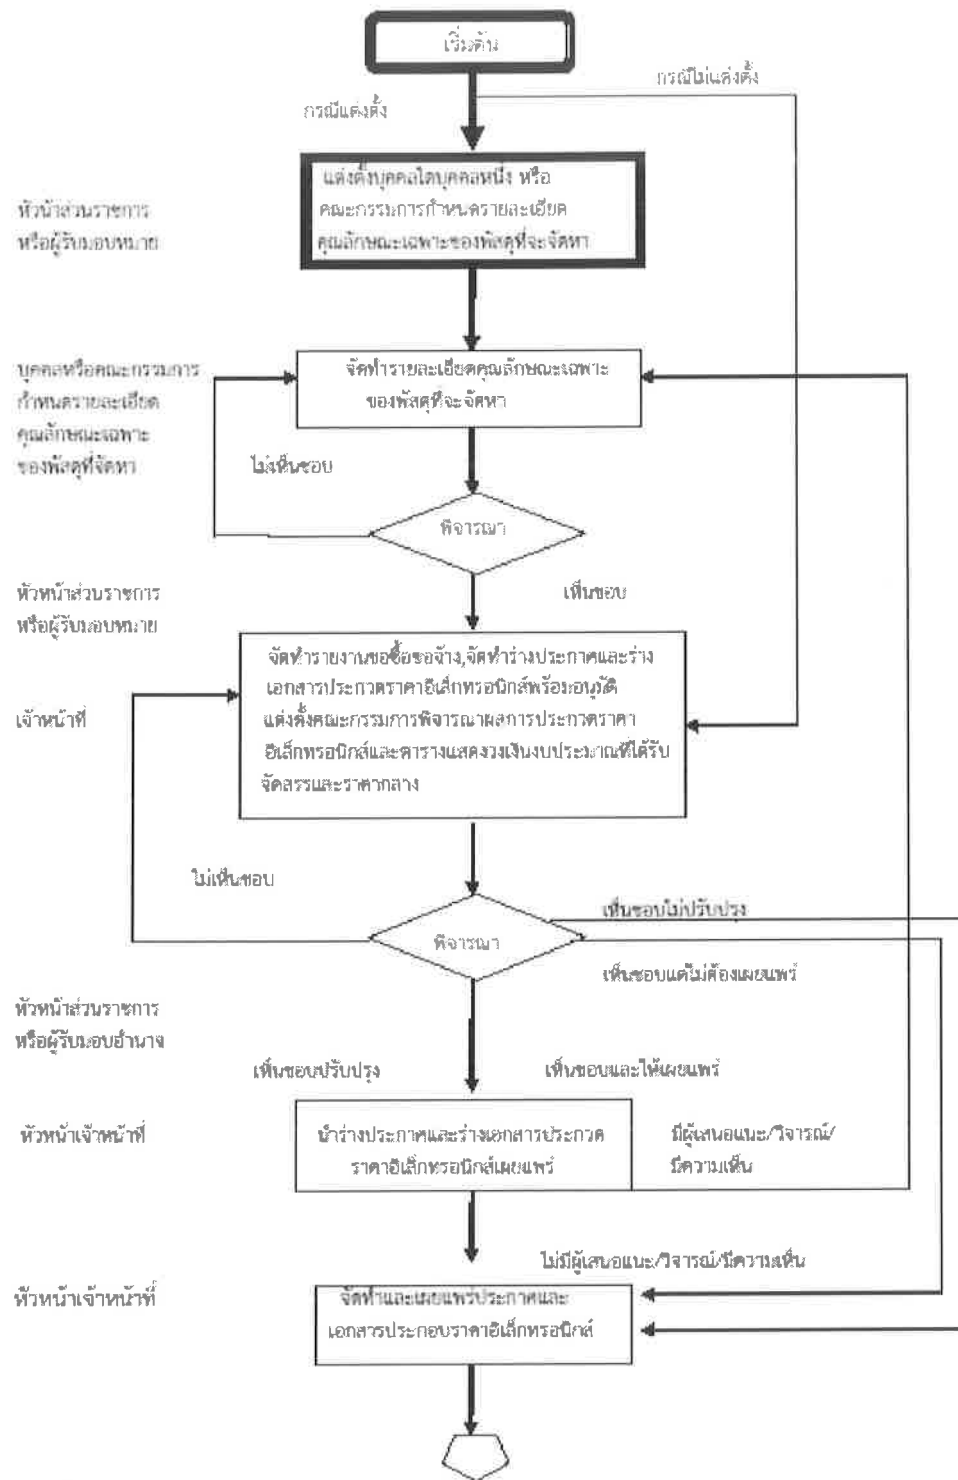 เริ่มต้น
กรณีไม่แต่งตั้ง
กรณีแต่งตั้ง
แต่งตั้งบุคคลใดบุคคลหนึ่ง หรือ
คณะกรรมการกำหนดรายละเอียด
คุณลักษณะเฉพาะของพัสดุที่จะจัดหา
หัวน้าส่วนราชการ
หรือผู้รับมอบหมาย
บุคคลหรือคณะกรรมการ
กำหนดรายละเอียด
คุณลักษณะเฉพาะ
ของพัสดุที่จัดหา
จัดทำรายละเอียดคุณลักษณะเฉพาะ
ของพัสดุที่จะจัดหา
ไม่เห็นชอบ
พิจารณา
เห็นชอบ
หัวหน้าส่วนราชการ
หรือผู้รับมอบหมาย
จัดทำรายงานขอซื้อขอจ้าง,จัดทำร่างประกาศและร่าง
เอกสารประกวดราคาอิเล็กทรอนิกส์พร้อมอนุมัติ
แต่งตั้งคณะกรรมการพิจารณาผลการประกวดราคา
อิเล็กทรอนิกส์และตารางแสดงวงเงินงบประมาณที่ได้รับ
จัดสรรและราคากลาง
เจ้าหน้าที่
ไม่เห็นชอบ
เห็นชอบไม่ปรับปรุง
พิจารณา
เห็นชอบแต่ไม่ต้องเผยแพร่
หัวหน้าส่วนราชการ
หรือผู้รับมอบอำนาจ
เห็นชอบปรับปรุง
เห็นชอบและให้เผยแพร่
หัวหน้าเจ้าหน้าที่
นำร่างประกาศและร่างเอกสารประกวด
ราคาอิเล็กทรอนิกส์เผยแพร่
มีผู้เสนอแนะ/วิจารณ์/
มีความเห็น
ไม่มีผู้เสนอแนะ/วิจารณ์/มีความเห็น
หัวหน้าเจ้าหน้าที่
จัดทำและเผยแพร่ประกาศและ
เอกสารประกอบราคาอิเล็กทรอนิกส์